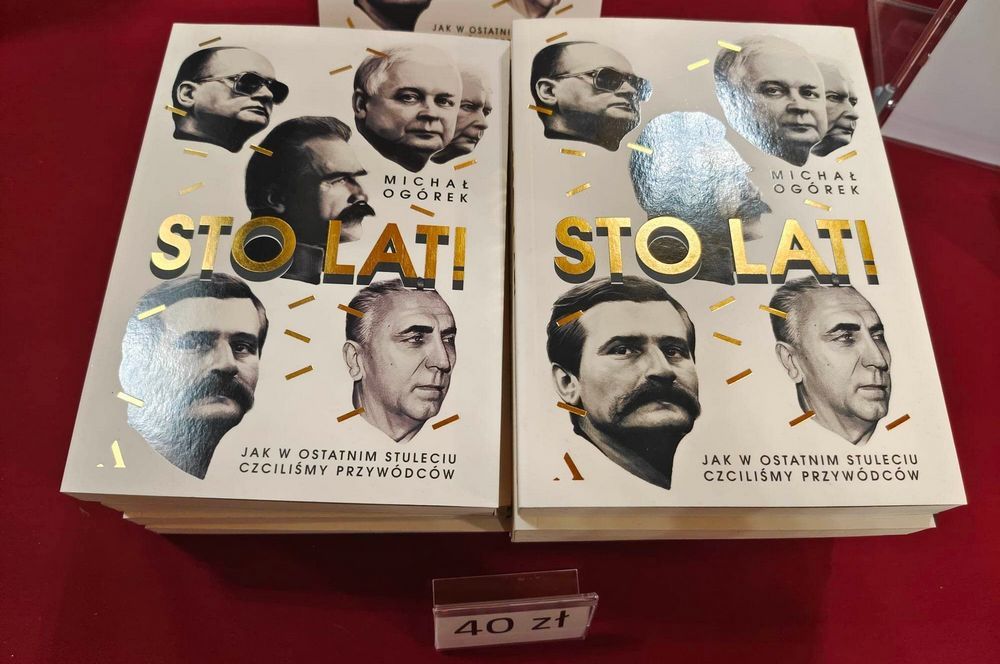 JAK W OSTATNIM
MICHAŁ
OGÓREK
STO LAT!
JAK W OSTATNIM STULECIU
CZCILIŚMY PRZYWÓDCÓW
MICHAŁ
OGÓREK
STO LAT!
JAK W OSTATNIM STULECIU
CZCILIŚMY PRZYWÓDCÓW
40 zł